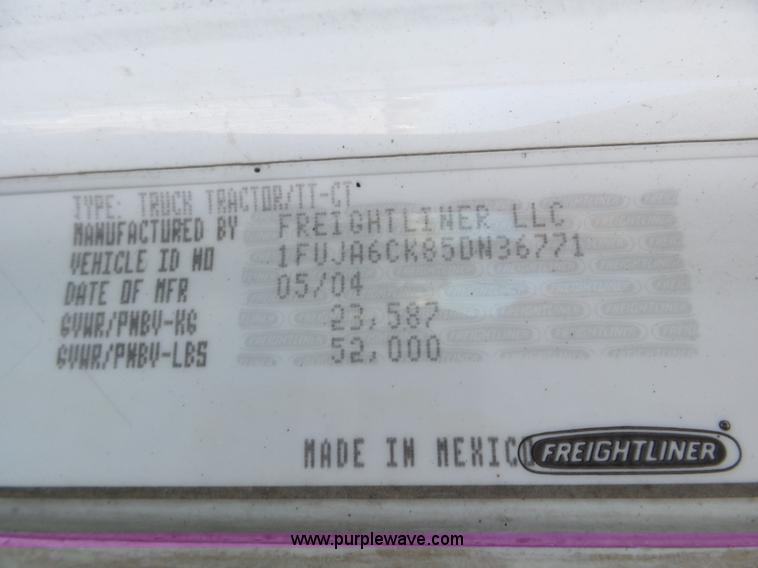 TYPE: TRUCK TRACTOR/TI-CT
MANUFACTURED BY FREIGHTLINER LLC
VEHICLE ID NO 1FUJA6CK85DN36771
DATE OF MFR 05/04
GVWR/PNBV-KG 23,587
GVWR/PNBV-LBS 52,000
MADE IN MEXICO FREIGHTLINER®
www.purplewave.com